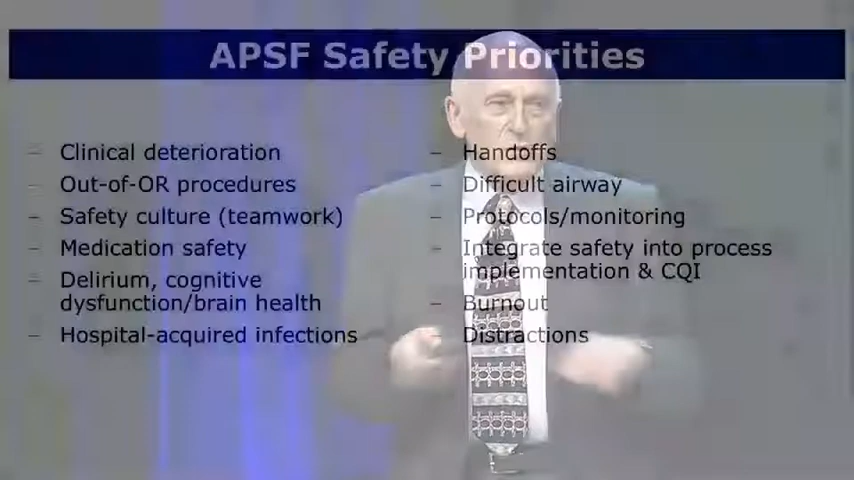 APSF Safety Priorities
– Clinical deterioration
– Out-of-OR procedures
– Safety culture (teamwork)
– Medication safety
– Delirium, cognitive
dysfunction/brain health
– Hospital-acquired infections
– Handoffs
– Difficult airway
– Protocols/monitoring
– Integrate safety into process
implementation & CQI
– Burnout
– Distractions